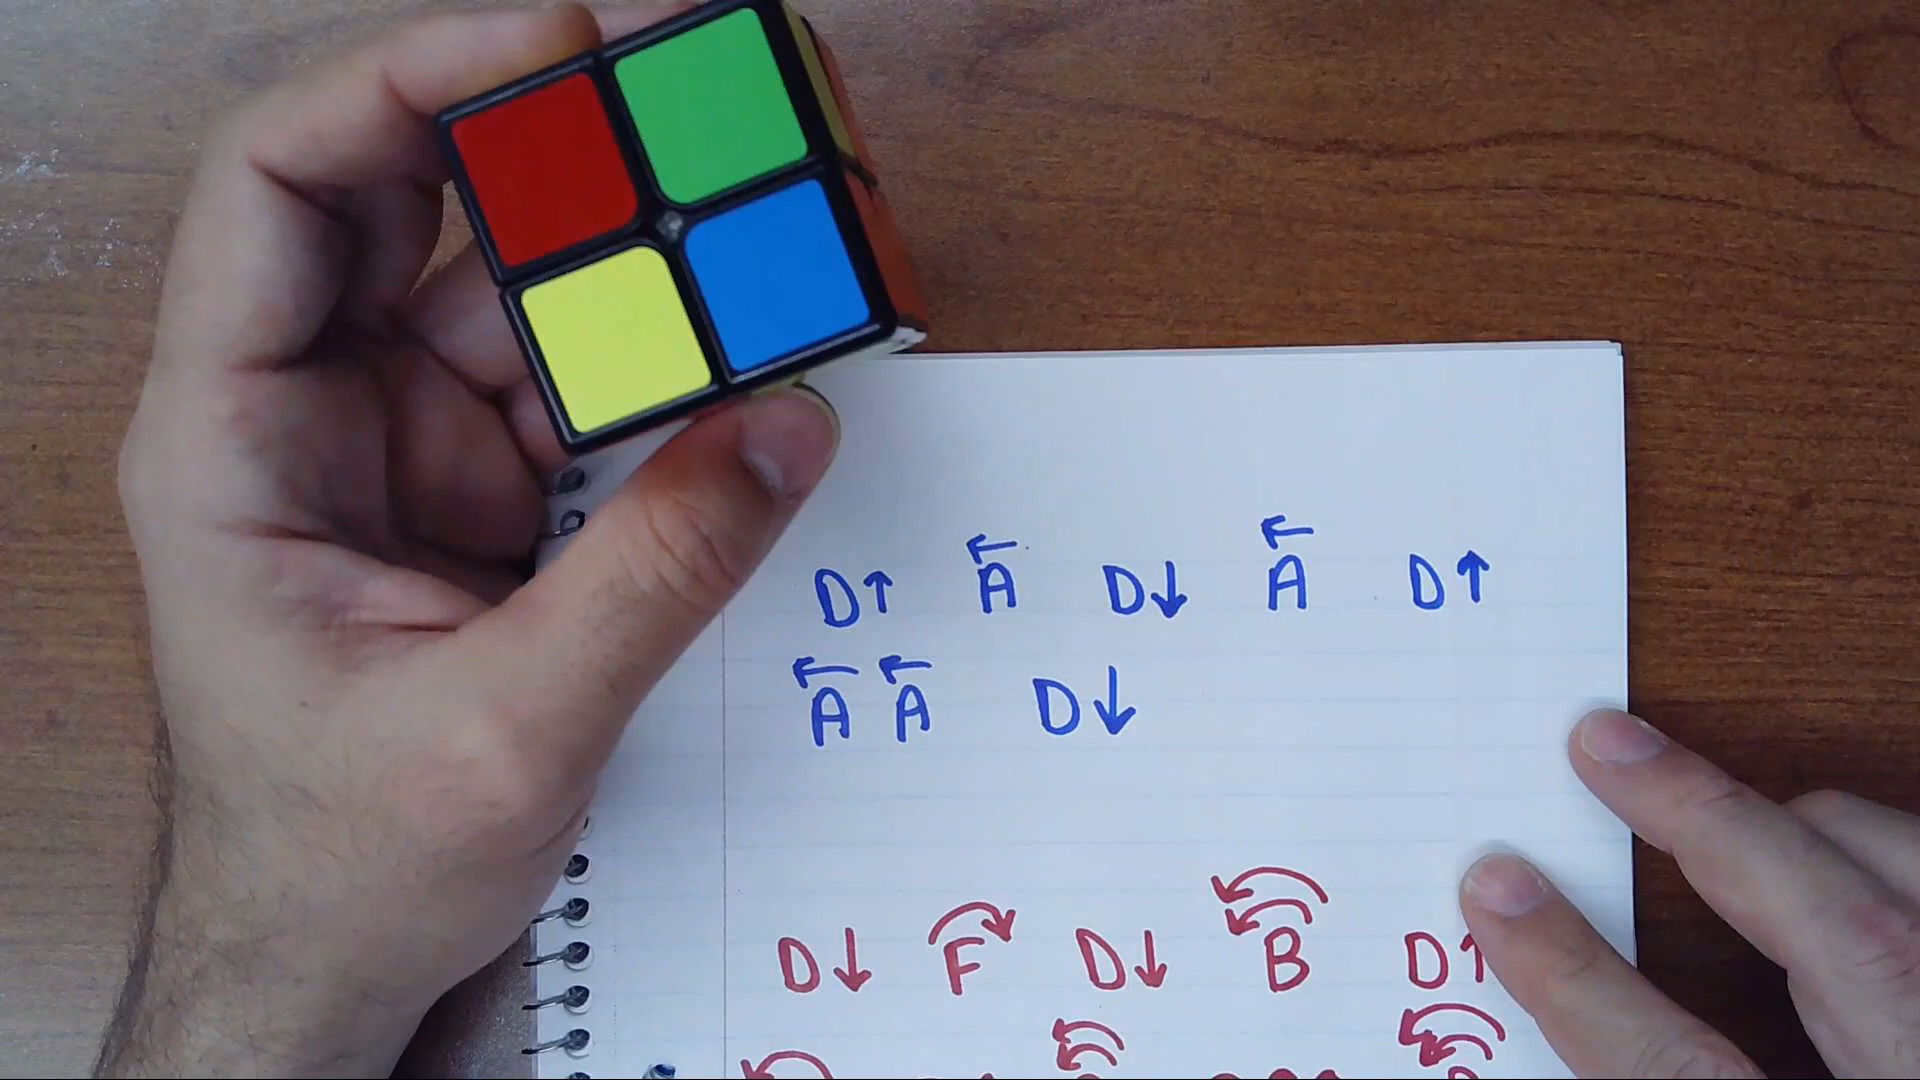 D↑ A D↓ A D↑
A A D↓
D↓ F D↓ B D↑